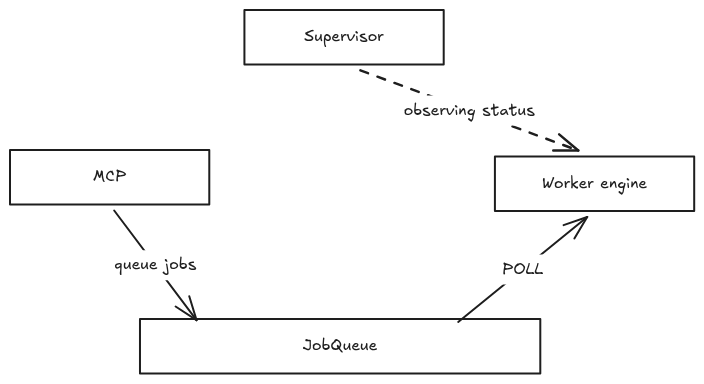 Supervisor
observing status
MCP
Worker engine
queue jobs
POLL
JobQueue